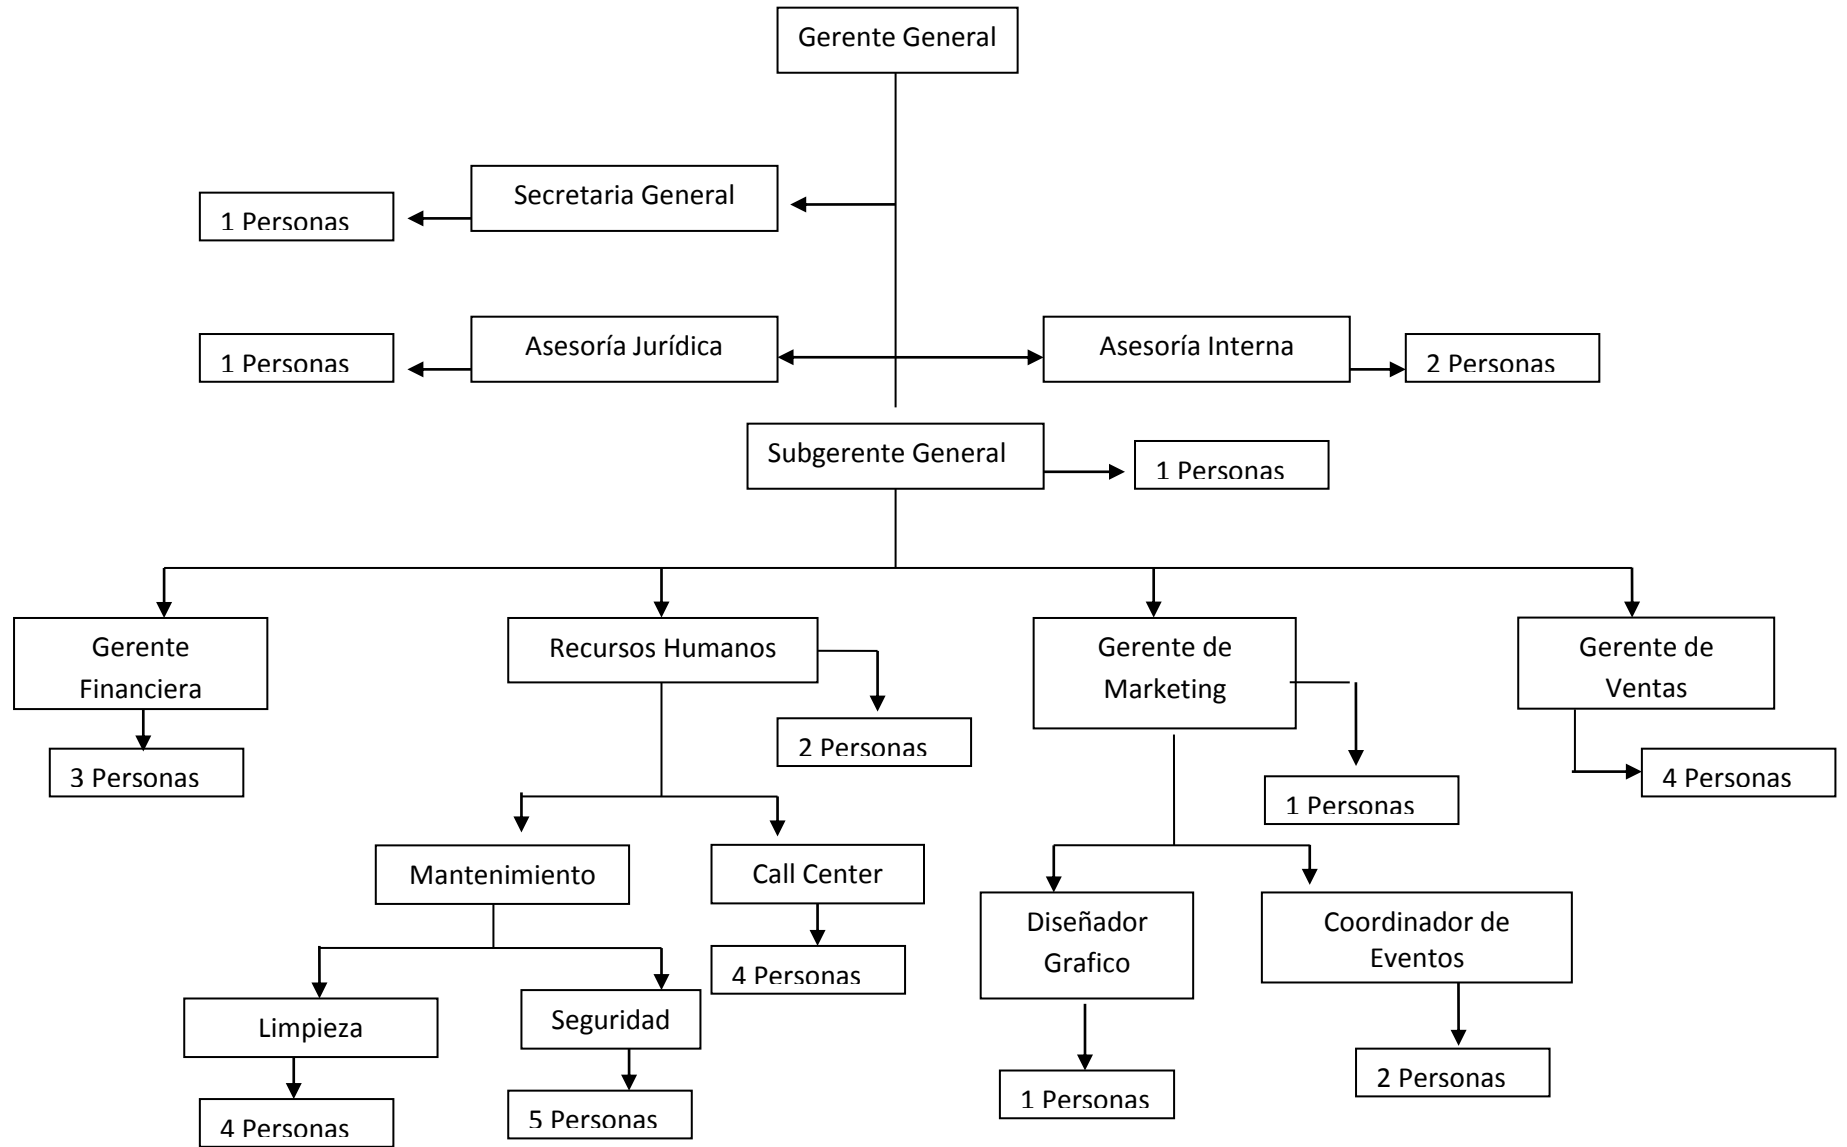 Gerente General
Secretaria General
1 Personas
Asesoría Jurídica
1 Personas
Asesoría Interna
2 Personas
Subgerente General
1 Personas
Gerente
Financiera
3 Personas
Recursos Humanos
2 Personas
Gerente de
Marketing
1 Personas
Gerente de
Ventas
4 Personas
Mantenimiento
Call Center
4 Personas
Diseñador
Grafico
1 Personas
Coordinador de
Eventos
2 Personas
Limpieza
4 Personas
Seguridad
5 Personas